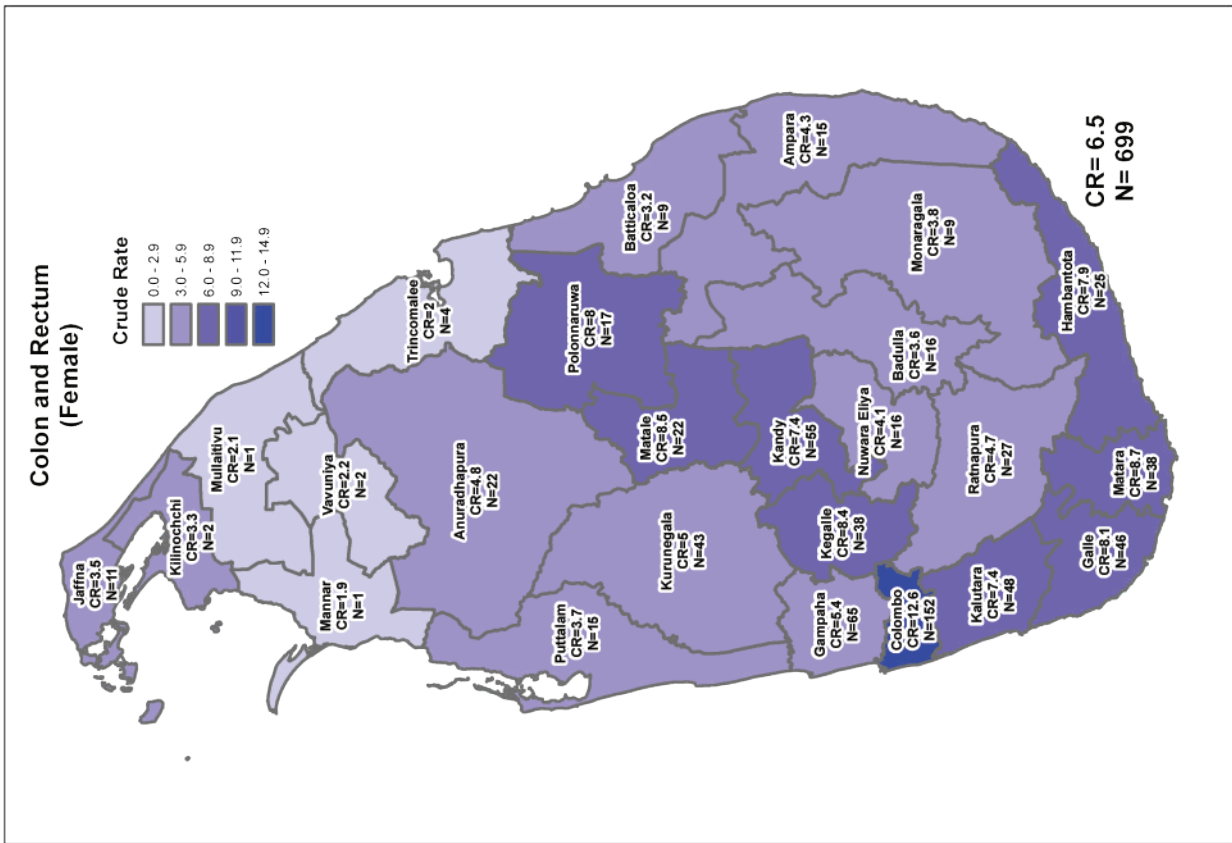 Colon and Rectum
(Female)
Crude Rate
0.0 - 2.9
3.0 - 5.9
6.0 - 8.9
9.0 - 11.9
12.0 - 14.9
Jaffna
CR=3.5
N=11
Kilinochchi
CR=3.3
N=2
Mullaitivu
CR=2.1
N=1
Mannar
CR=1.9
N=1
Vavuniya
CR=2.2
N=2
Trincomalee
CR=2
N=4
Anuradhapura
CR=4.8
N=22
Puttalam
CR=3.7
N=15
Polonnaruwa
CR=8
N=17
Batticaloa
CR=3.2
N=9
Matale
CR=8.5
N=22
Kurunegala
CR=5
N=43
Kandy
CR=7.4
N=55
Ampara
CR=4.3
N=15
Kegalle
CR=8.4
N=38
Gampaha
CR=5.4
N=65
Nuwara Eliya
CR=4.1
N=16
Badulla
CR=3.6
N=16
Monaragala
CR=3.8
N=9
Colombo
CR=12.6
N=152
Ratnapura
CR=4.7
N=27
Kalutara
CR=7.4
N=48
Hambantota
CR=7.9
N=25
Galle
CR=8.1
N=46
Matara
CR=8.7
N=38
CR= 6.5
N= 699